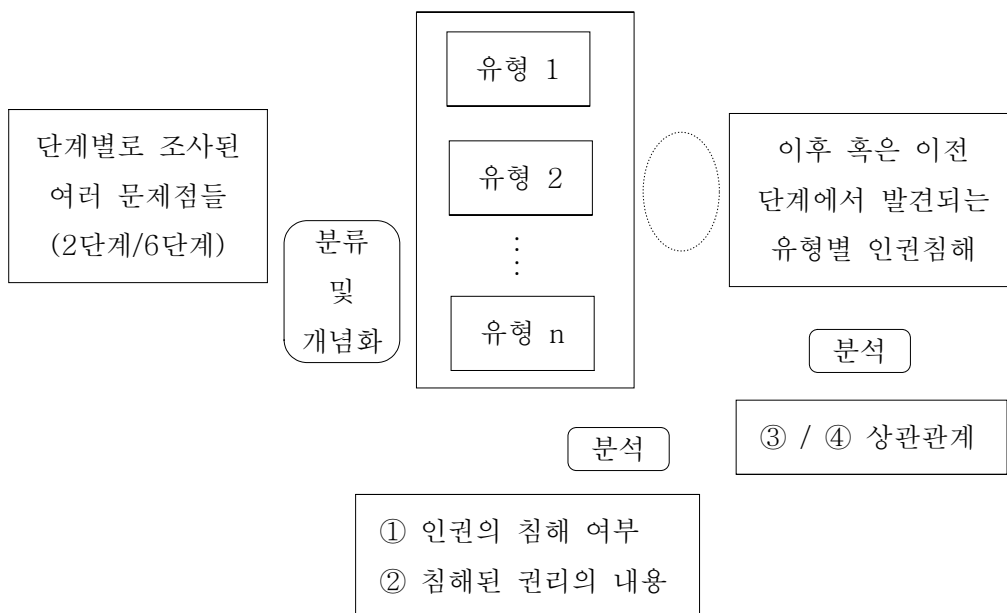 단계별로 조사된
여러 문제점들
(2단계/6단계)
분류
및
개념화
유형 1
유형 2
⋮
유형 n
이후 혹은 이전
단계에서 발견되는
유형별 인권침해
분석
③ / ④ 상관관계
분석
① 인권의 침해 여부
② 침해된 권리의 내용